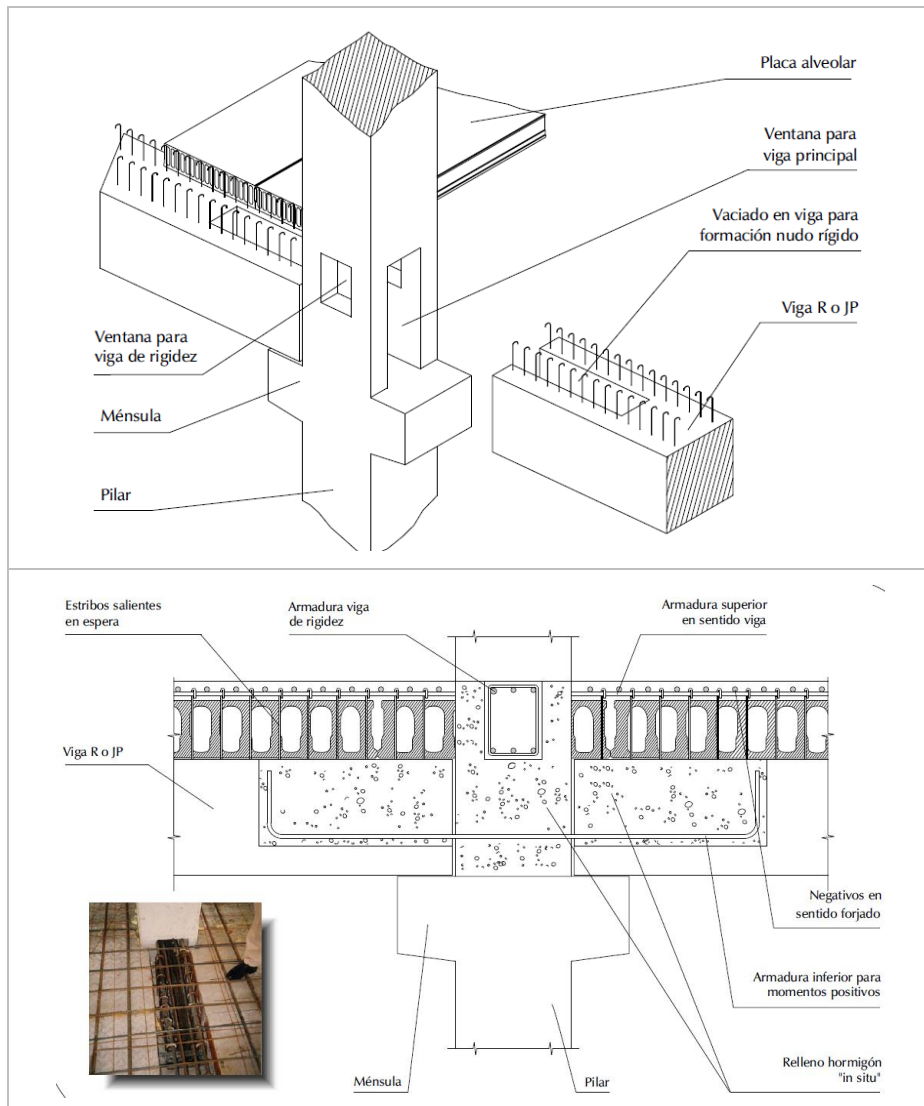 Placa alveolar
Ventana para
viga principal
Vaciado en viga para
formación nudo rígido
Viga R o JP
Ventana para
viga de rigidez
Ménsula
Pilar
Estribos salientes
en espera
Armadura viga
de rigidez
Armadura superior
en sentido viga
Viga R o JP
Negativos en
sentido forjado
Armadura inferior para
momentos positivos
Relleno hormigón
"in situ"
Ménsula
Pilar